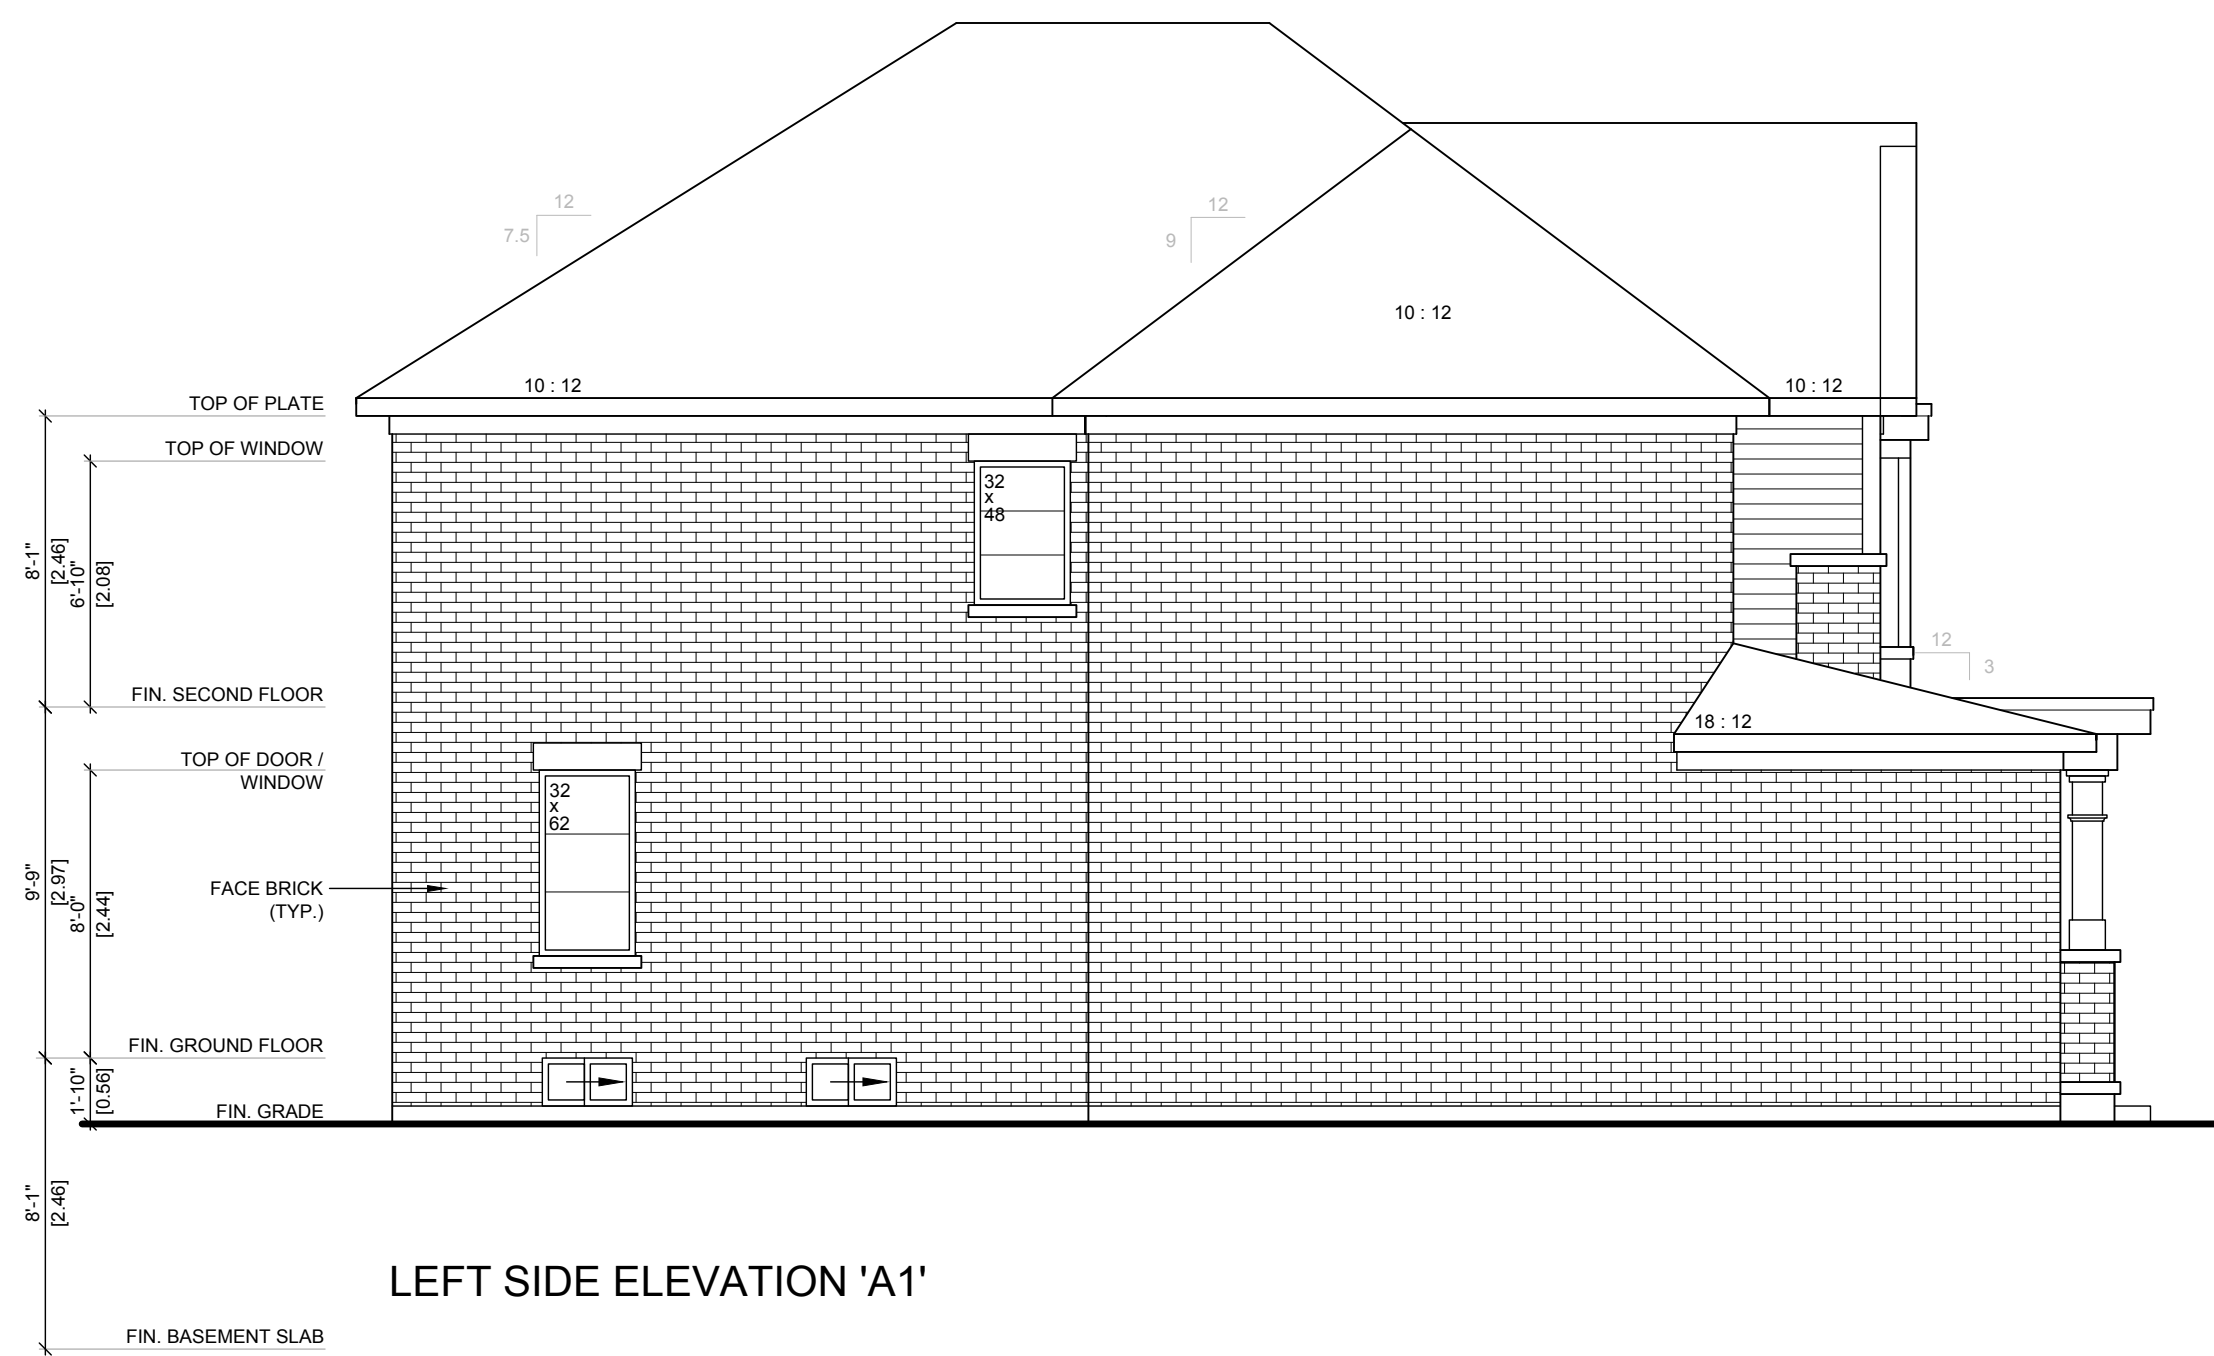 12
7.5
12
9
10 : 12
10 : 12
10 : 12
TOP OF PLATE
TOP OF WINDOW
32
x
48
8'-1"
[2.46]
6'-10"
[2.08]
12
3
FIN. SECOND FLOOR
18 : 12
TOP OF DOOR /
WINDOW
32
x
62
9'-9"
[2.97]
8'-0"
[2.44]
FACE BRICK
(TYP.)
FIN. GROUND FLOOR
1'-10"
[0.56]
FIN. GRADE
8'-1"
[2.46]
LEFT SIDE ELEVATION 'A1'
FIN. BASEMENT SLAB